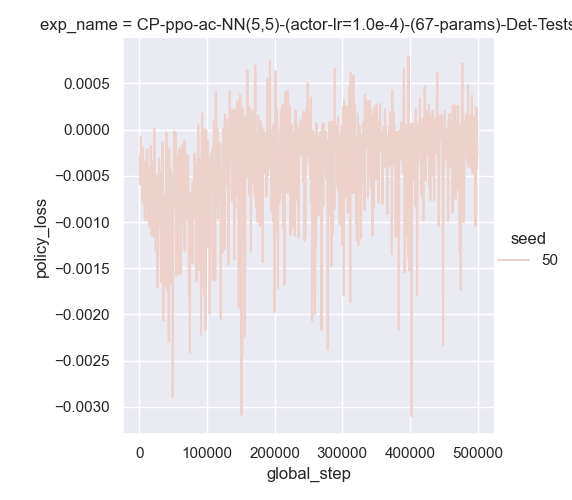 exp_name = CP-ppo-ac-NN(5,5)-(actor-lr=1.0e-4)-(67-params)-Det-Tests
0.0005
0.0000
−0.0005
−0.0010
−0.0015
−0.0020
−0.0025
−0.0030
policy_loss
seed
50
0 100000 200000 300000 400000 500000
global_step